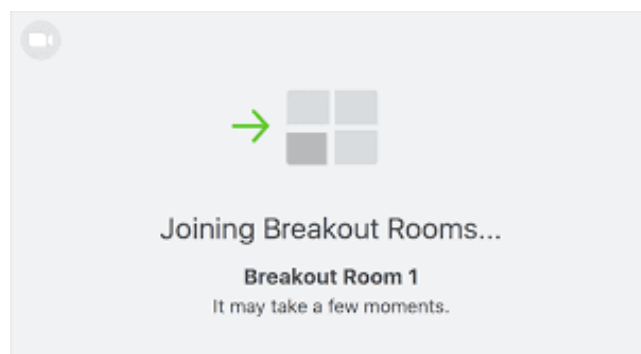 Joining Breakout Rooms...
Breakout Room 1
It may take a few moments.